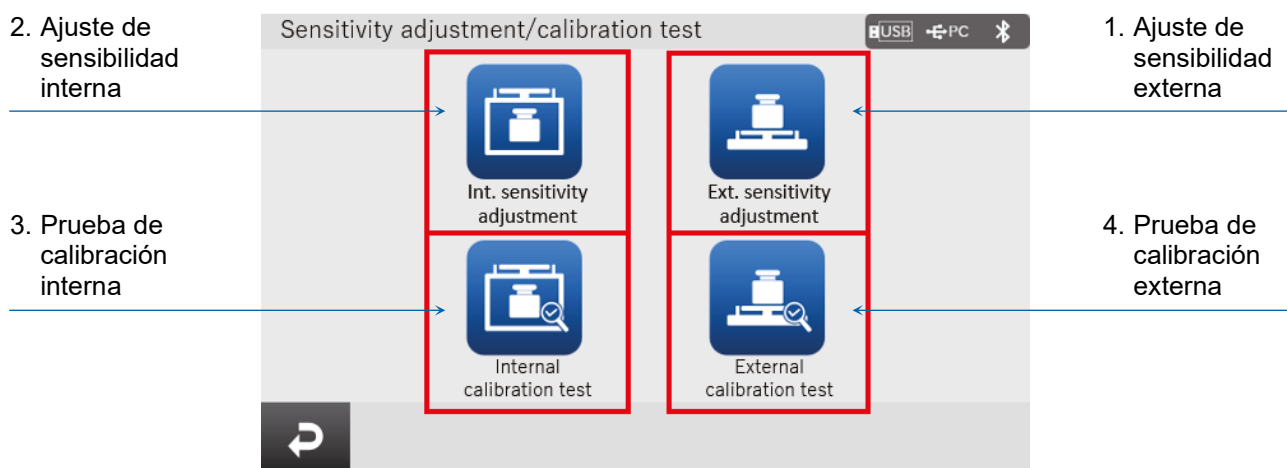 2. Ajuste de
sensibilidad
interna
Sensitivity adjustment/calibration test
USB
PC
1. Ajuste de
sensibilidad
externa
Int. sensitivity
adjustment
Ext. sensitivity
adjustment
3. Prueba de
calibración
interna
4. Prueba de
calibración
externa
Internal
calibration test
External
calibration test